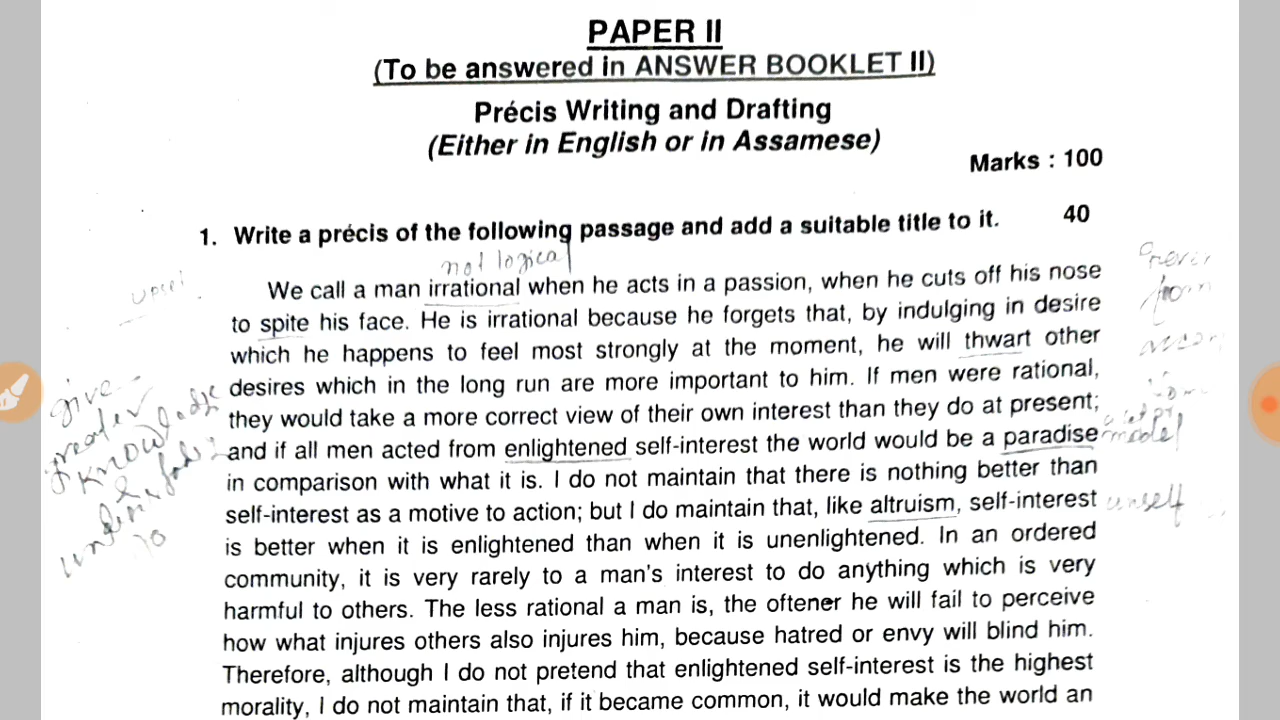 PAPER II
(To be answered in ANSWER BOOKLET II)
Précis Writing and Drafting
(Either in English or in Assamese)
Marks : 100
1. Write a précis of the following passage and add a suitable title to it. 40
not logical
We call a man irrational when he acts in a passion, when he cuts off his nose
to spite his face. He is irrational because he forgets that, by indulging in desire
which he happens to feel most strongly at the moment, he will thwart other
desires which in the long run are more important to him. If men were rational,
they would take a more correct view of their own interest than they do at present;
and if all men acted from enlightened self-interest the world would be a paradise
in comparison with what it is. I do not maintain that there is nothing better than
self-interest as a motive to action; but I do maintain that, like altruism, self-interest
is better when it is enlightened than when it is unenlightened. In an ordered
community, it is very rarely to a man's interest to do anything which is very
harmful to others. The less rational a man is, the oftener he will fail to perceive
how what injures others also injures him, because hatred or envy will blind him.
Therefore, although I do not pretend that enlightened self-interest is the highest
morality, I do not maintain that, if it became common, it would make the world an
give
greater
knowledge
&
unself